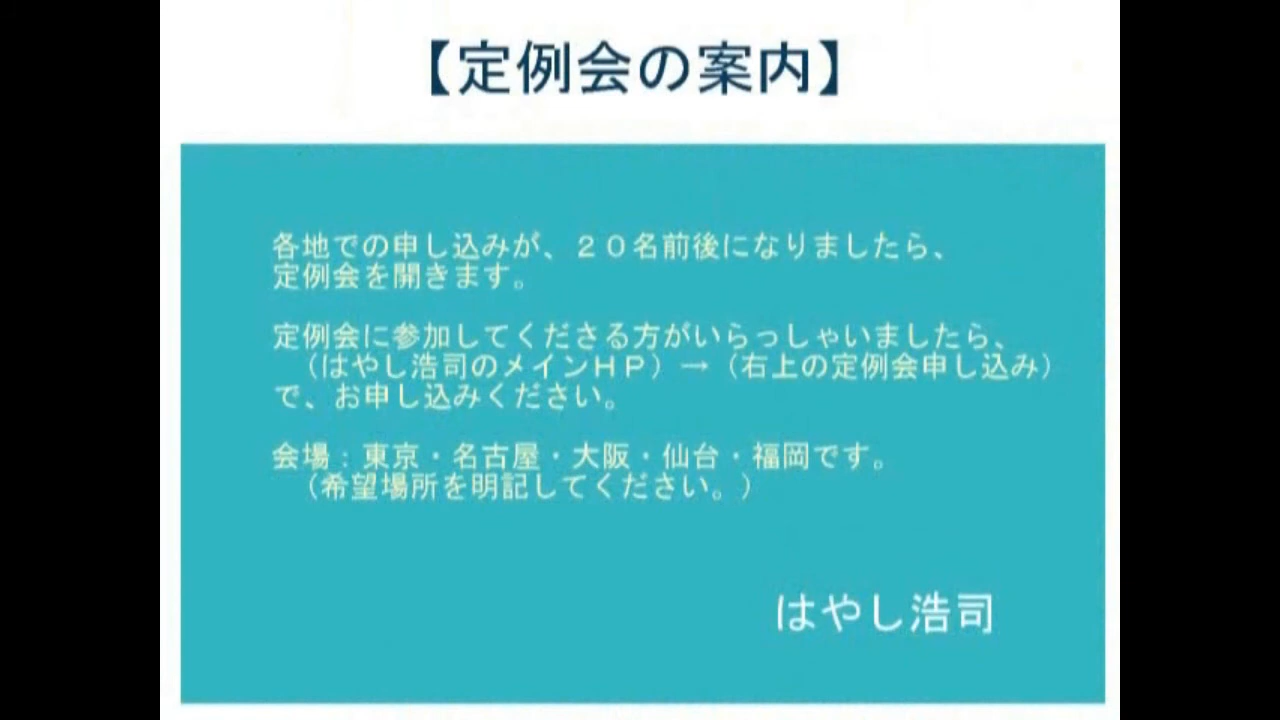 【定例会の案内】
各地での申し込みが、２０名前後になりましたら、
定例会を開きます。
定例会に参加してくださる方がいらっしゃいましたら、
（はやし浩司のメインＨＰ）→（右上の定例会申し込み）
で、お申し込みください。
会場：東京・名古屋・大阪・仙台・福岡です。
（希望場所を明記してください。）
はやし浩司